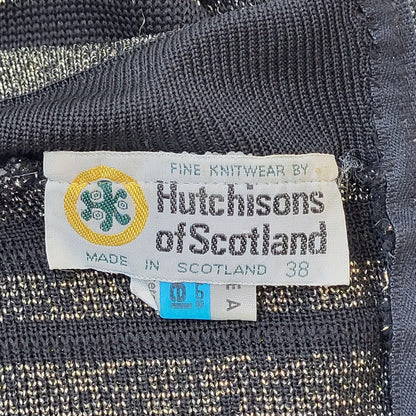 FINE KNITWEAR BY
Hutchisons
of Scotland
MADE IN SCOTLAND 38